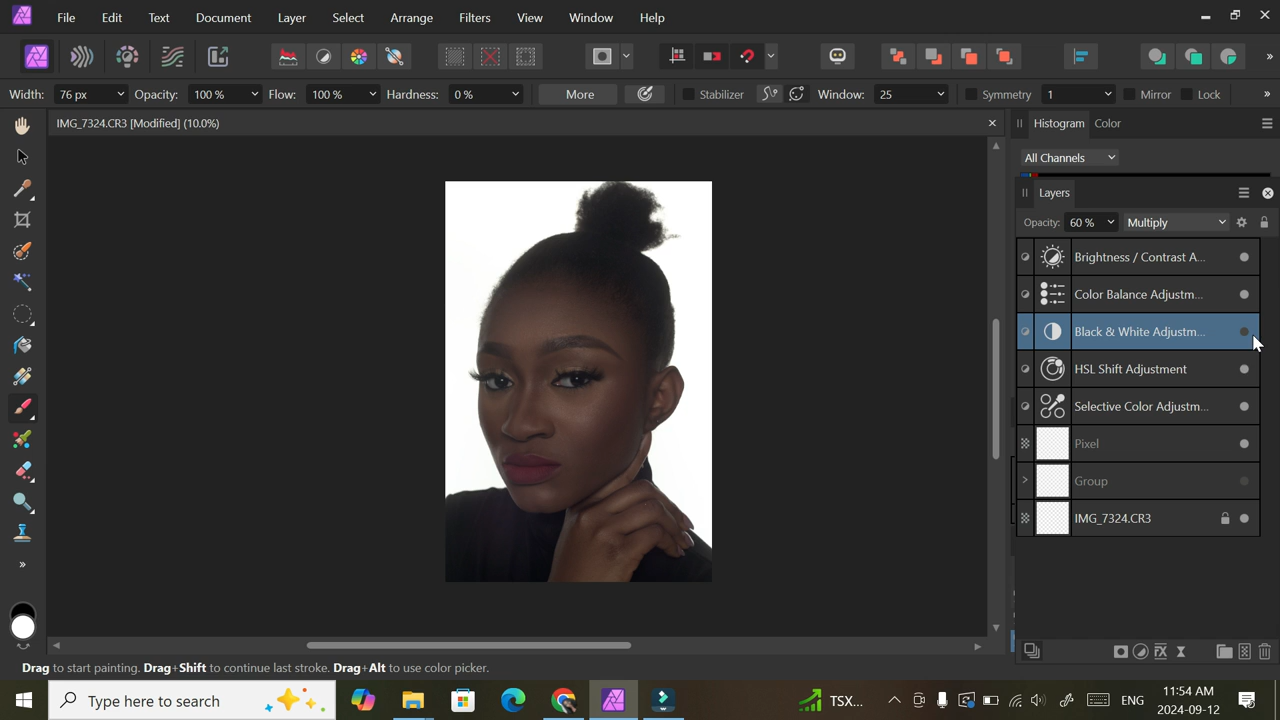 File Edit Text Document Layer Select Arrange Filters View Window Help
Width: 76 px Opacity: 100 % Flow: 100 % Hardness: 0 % More Stabilizer Window: 25 Symmetry 1 Mirror Lock
IMG_7324.CR3 [Modified] (10.0%)
Histogram Color
All Channels
Layers
Opacity: 60 % Multiply
Brightness / Contrast A...
Color Balance Adjustm...
Black & White Adjustm...
HSL Shift Adjustment
Selective Color Adjustm...
Pixel
Group
IMG_7324.CR3
Drag to start painting. Drag+Shift to continue last stroke. Drag+Alt to use color picker.
Type here to search
TSX...
ENG
1:54 AM
2024-09-12